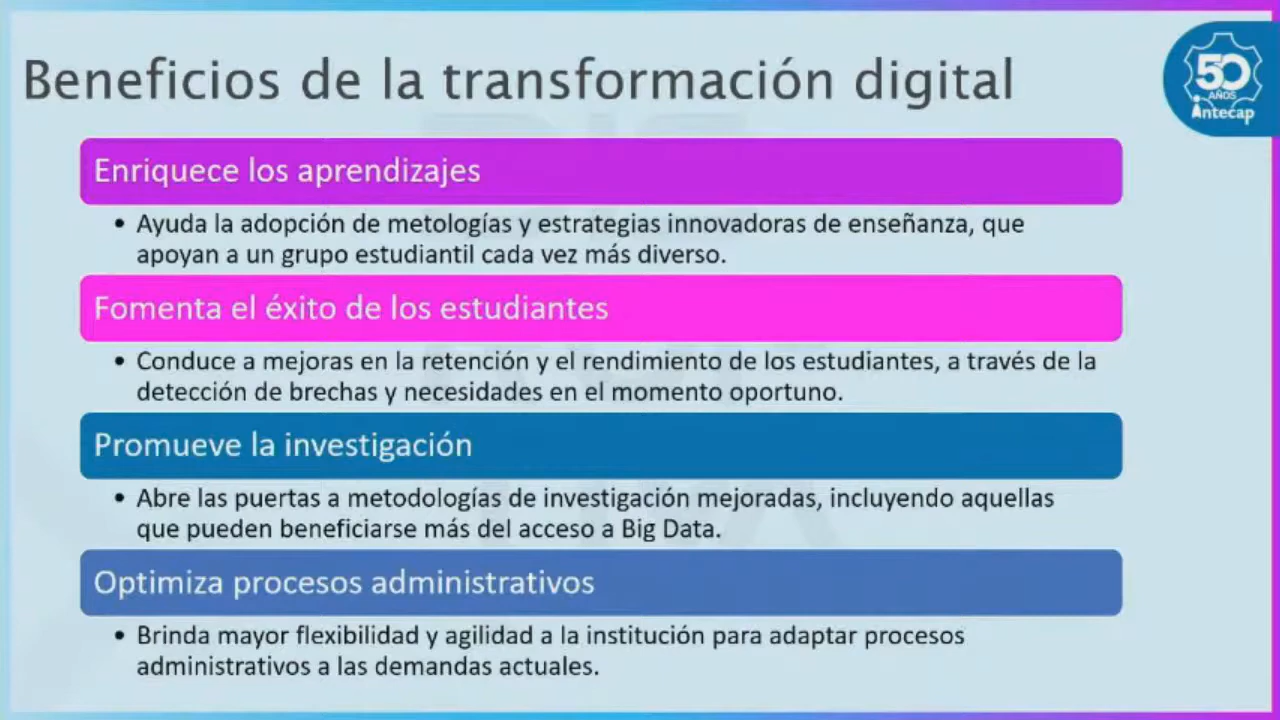 Beneficios de la transformación digital
50
AÑOS
intecap
Enriquece los aprendizajes
• Ayuda la adopción de metologías y estrategias innovadoras de enseñanza, que
apoyan a un grupo estudiantil cada vez más diverso.
Fomenta el éxito de los estudiantes
• Conduce a mejoras en la retención y el rendimiento de los estudiantes, a través de la
detección de brechas y necesidades en el momento oportuno.
Promueve la investigación
• Abre las puertas a metodologías de investigación mejoradas, incluyendo aquellas
que pueden beneficiarse más del acceso a Big Data.
Optimiza procesos administrativos
• Brinda mayor flexibilidad y agilidad a la institución para adaptar procesos
administrativos a las demandas actuales.